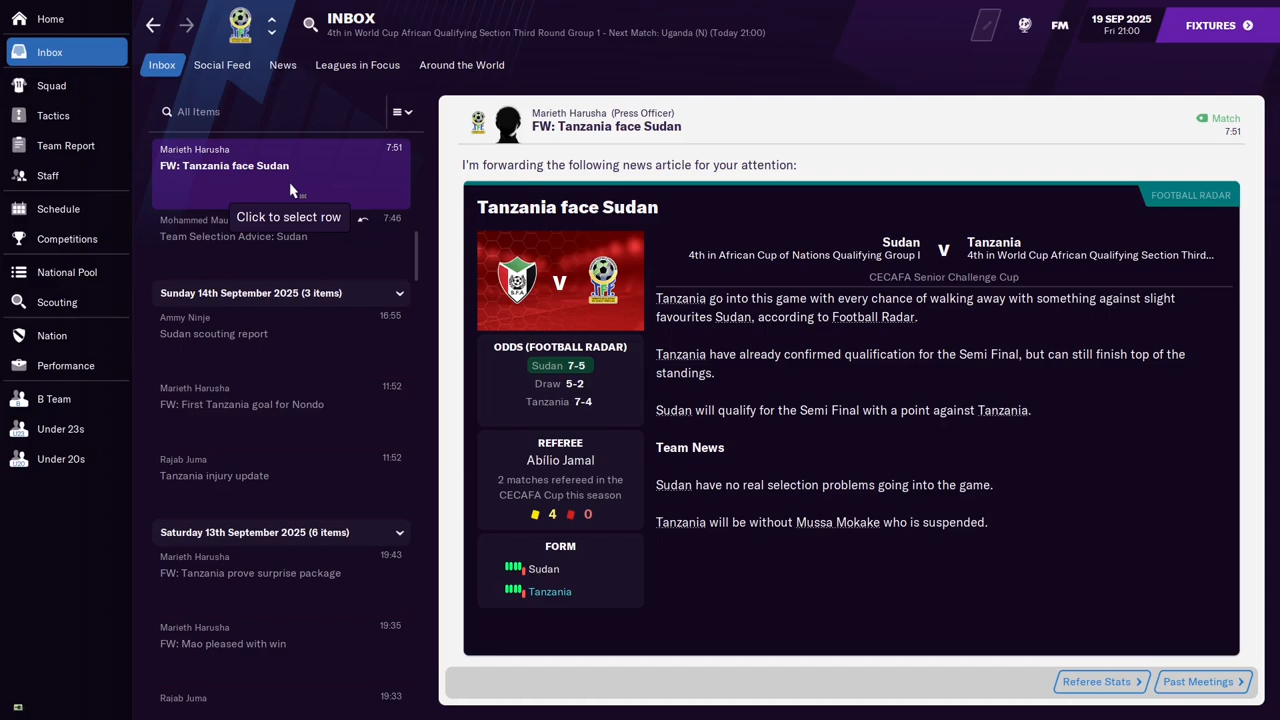 Home
Inbox
Squad
Tactics
Team Report
Staff
Schedule
Competitions
National Pool
Scouting
Nation
Performance
B Team
Under 23s
Under 20s
INBOX
4th in World Cup African Qualifying Section Third Round Group 1 - Next Match: Uganda (N) (Today 21:00)
FM
19 SEP 2025
Fri 21:00
FIXTURES
Inbox
Social Feed
News
Leagues in Focus
Around the World
All Items
Marieth Harusha 7:51
FW: Tanzania face Sudan
Click to select row
Mohammed Mau 7:46
Team Selection Advice: Sudan
Sunday 14th September 2025 (3 items)
Ammy Ninje 16:55
Sudan scouting report
Marieth Harusha 11:52
FW: First Tanzania goal for Nondo
Rajab Juma 11:52
Tanzania injury update
Saturday 13th September 2025 (6 items)
Marieth Harusha 19:43
FW: Tanzania prove surprise package
Marieth Harusha 19:35
FW: Mao pleased with win
Rajab Juma 19:33
Marieth Harusha (Press Officer)
FW: Tanzania face Sudan
Match
7:51
I'm forwarding the following news article for your attention:
FOOTBALL RADAR
Tanzania face Sudan
S.F.A
V
Sudan
4th in African Cup of Nations Qualifying Group I
v
Tanzania
4th in World Cup African Qualifying Section Third...
CECAFA Senior Challenge Cup
Tanzania go into this game with every chance of walking away with something against slight
favourites Sudan, according to Football Radar.
Tanzania have already confirmed qualification for the Semi Final, but can still finish top of the
standings.
Sudan will qualify for the Semi Final with a point against Tanzania.
Team News
Sudan have no real selection problems going into the game.
Tanzania will be without Mussa Mokake who is suspended.
ODDS (FOOTBALL RADAR)
Sudan 7-5
Draw 5-2
Tanzania 7-4
REFEREE
Abílio Jamal
2 matches refereed in the
CECAFA Cup this season
4 0
FORM
Sudan
Tanzania
Referee Stats
Past Meetings